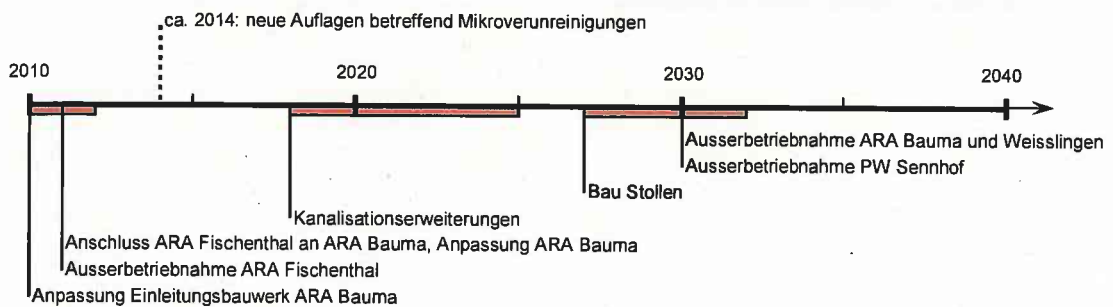 ca. 2014: neue Auflagen betreffend Mikroverunreinigungen
2010
2020
2030
2040
Ausserbetriebnahme ARA Bauma und Weisslingen
Ausserbetriebnahme PW Sennhof
Bau Stollen
Kanalisationserweiterungen
Anschluss ARA Fischenthal an ARA Bauma, Anpassung ARA Bauma
Ausserbetriebnahme ARA Fischenthal
Anpassung Einleitungsbauwerk ARA Bauma